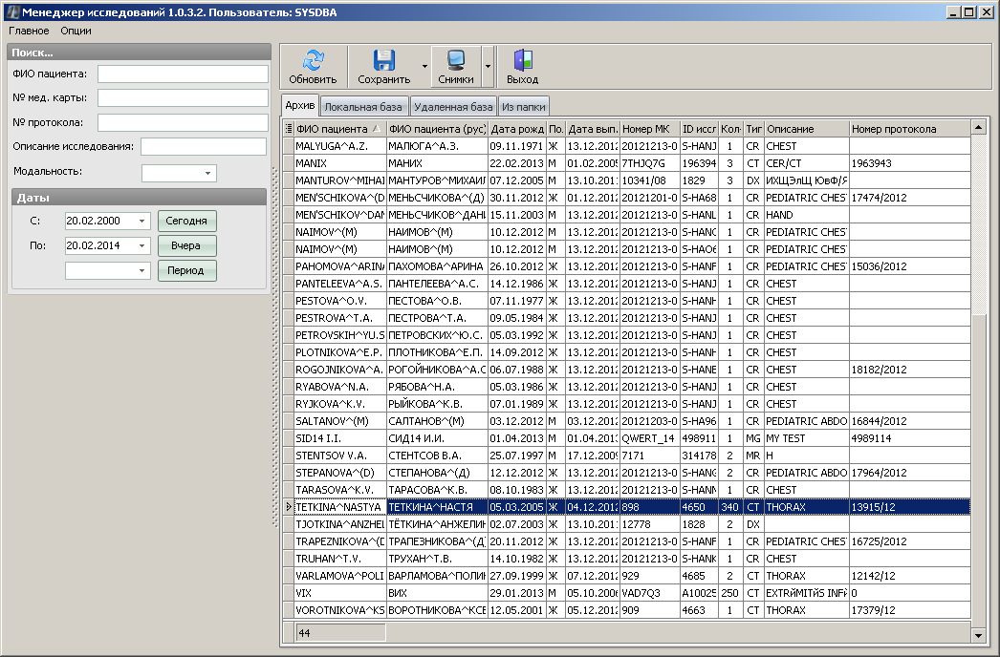 Менеджер исследований 1.0.3.2. Пользователь: SYSDBA
Главное Опции
Поиск...
ФИО пациента:
№ мед. карты:
№ протокола:
Описание исследования:
Модальность:
Даты
С: 20.02.2000 Сегодня
По: 20.02.2014 Вчера
Период
Обновить Сохранить Снимки Выход
Архив Локальная база Удаленная база Из папки
ФИО пациента ФИО пациента (рус) Дата рожд По. Дата вып. Номер МК ID иссл Кол- Тип Описание Номер протокола
MALYUGA^A.Z. МАЛЮГА^А.З. 09.11.1971 Ж 13.12.2012 20121213-0 S-HANJ 1 CR CHEST
MANIX МАНИХ 22.02.2013 М 01.02.2005 7THJQ7G 196394 3 CT CER/CT 1963943
MANTUROV^MIHAI МАНТУРОВ^МИХАИЛ 07.12.2005 М 13.10.2011 10341/08 1829 3 DX ИХЩЭлЩ ЮвФ/Я
MEN'SCHIKOVA^(D МЕНЬСЧИКОВА^(Д) 30.11.2012 Ж 01.12.2012 20121201-0 S-HA68 1 CR PEDIATRIC CHEST 17474/2012
MEN'SCHIKOV^DAN МЕНЬСЧИКОВ^ДАНИ 15.11.2003 М 13.12.2012 20121213-0 S-HANL 1 CR HAND
NAIMOV^(M) НАИМОВ^(М) 10.12.2012 М 13.12.2012 20121213-0 S-HANC 1 CR PEDIATRIC CHEST
NAIMOV^(M) НАИМОВ^(М) 10.12.2012 М 13.12.2012 20121213-0 S-HAO6 1 CR PEDIATRIC CHEST
PAHOMOVA^ARINA ПАХОМОВА^АРИНА 26.10.2012 Ж 13.12.2012 20121213-0 S-HANF 1 CR PEDIATRIC CHEST 15036/2012
PANTELEEVA^A.S. ПАНТЕЛЕЕВА^А.С. 14.12.1986 Ж 13.12.2012 20121213-0 S-HANJ 1 CR CHEST
PESTOVA^O.V. ПЕСТОВА^О.В. 07.11.1977 Ж 13.12.2012 20121213-0 S-HANH 1 CR CHEST
PESTROVA^T.A. ПЕСТРОВА^Т.А. 09.05.1984 Ж 13.12.2012 20121213-0 S-HANJ 1 CR CHEST
PETROVSKIH^YU.S ПЕТРОВСКИХ^Ю.С. 05.03.1992 Ж 13.12.2012 20121213-0 S-HANJ 1 CR CHEST
PLOTNIKOVA^E.P. ПЛОТНИКОВА^Е.П. 14.09.2012 Ж 13.12.2012 20121213-0 S-HANK 1 CR CHEST
ROGOJNIKOVA^A. РОГОЙНИКОВА^А.С 06.07.1988 Ж 13.12.2012 20121213-0 S-HANE 1 CR CHEST 18182/2012
RYABOVA^N.A. РЯБОВА^Н.А. 05.03.1986 Ж 13.12.2012 20121213-0 S-HANJ 1 CR CHEST
RYJKOVA^K.V. РЫЙКОВА^К.В. 07.01.1989 Ж 13.12.2012 20121213-0 S-HANJ 1 CR CHEST
SALTANOV^(M) САЛТАНОВ^(М) 03.12.2012 М 03.12.2012 20121203-0 S-HA96 1 CR PEDIATRIC ABDO 16844/2012
SID14 I.I. СИД14 И.И. 01.04.2013 М 01.04.2013 QWERT_14 498911 1 MG MY TEST 4989114
STENTSOV V.A. СТЕНТСОВ В.А. 25.07.1997 М 17.12.2009 7171 314178 2 MR H
STEPANOVA^(D) СТЕПАНОВА^(Д) 12.12.2012 Ж 13.12.2012 20121213-0 S-HANC 2 CR PEDIATRIC ABDO 17964/2012
TARASOVA^K.V. ТАРАСОВА^К.В. 08.10.1983 Ж 13.12.2012 20121213-0 S-HANH 1 CR CHEST
TETKINA^NASTYA ТЕТКИНА^НАСТЯ 05.03.2005 Ж 04.12.2012 898 4650 340 CT THORAX 13915/12
TJOTKINA^ANZHEL ТЁТКИНА^АНЖЕЛИН 02.07.2003 М 13.10.2011 12778 1828 2 DX
TRAPEZNIKOVA^(D ТРАПЕЗНИКОВА^(Д) 20.11.2012 Ж 13.12.2012 20121213-0 S-HANF 1 CR PEDIATRIC CHEST 16725/2012
TRUHAN^T.V. ТРУХАН^Т.В. 14.10.1982 Ж 13.12.2012 20121213-0 S-HANK 1 CR CHEST
VARLAMOVA^POLI ВАРЛАМОВА^ПОЛИН 27.09.1999 Ж 07.12.2012 929 4685 2 CT THORAX 12142/12
VIX ВИХ 29.01.2013 М 05.10.2006 VAD7Q3 A10025 250 CT EXTRЙMITЙS INFЙ 0
VOROTNIKOVA^KS ВОРОТНИКОВА^КСЕ 12.05.2001 Ж 05.12.2012 909 4663 1 CT THORAX 17379/12
44